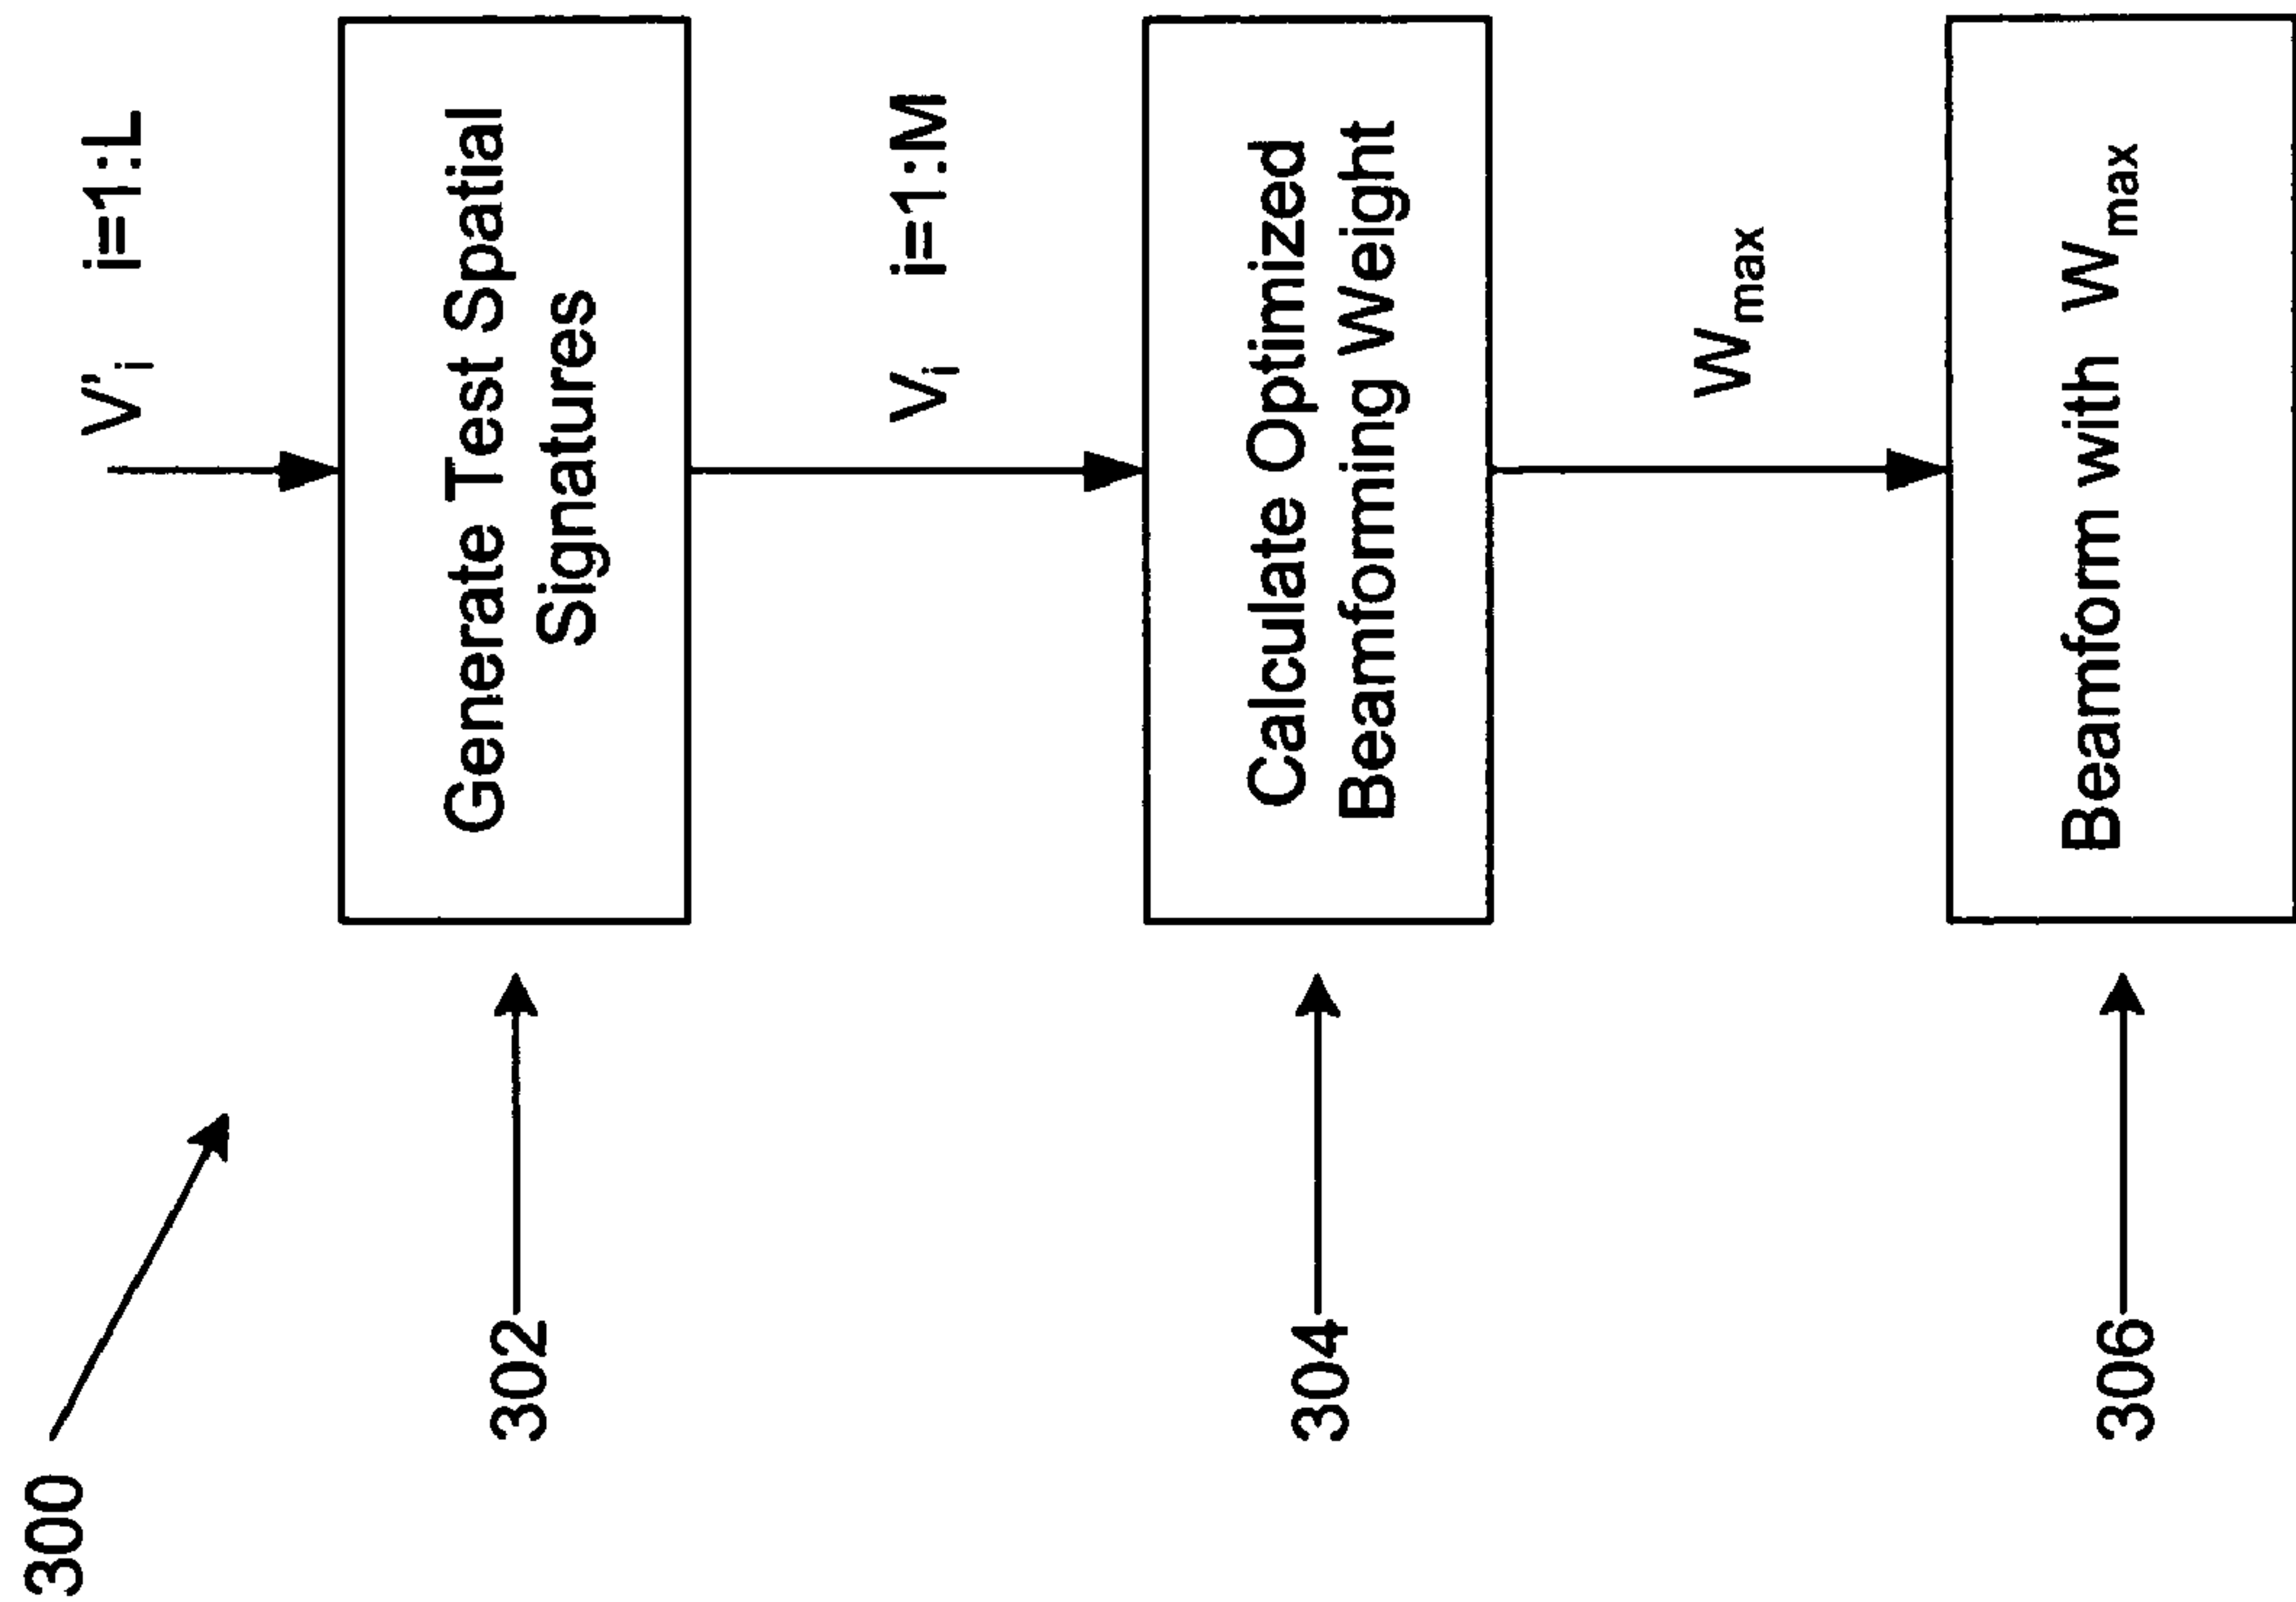 300
V'i i=1:L
302
Generate Test Spatial
Signatures
Vi i=1:M
304
Calculate Optimized
Beamforming Weight
Wmax
306
Beamform with Wmax